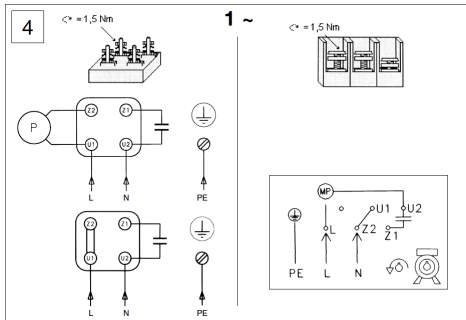 4
= 1,5 Nm
1 ~
= 1,5 Nm
Z2 Z1
P
U1 U2
L N PE
Z2 Z1
U1 U2
L N PE
MP
U1 U2
L Z2 Z1
PE L N